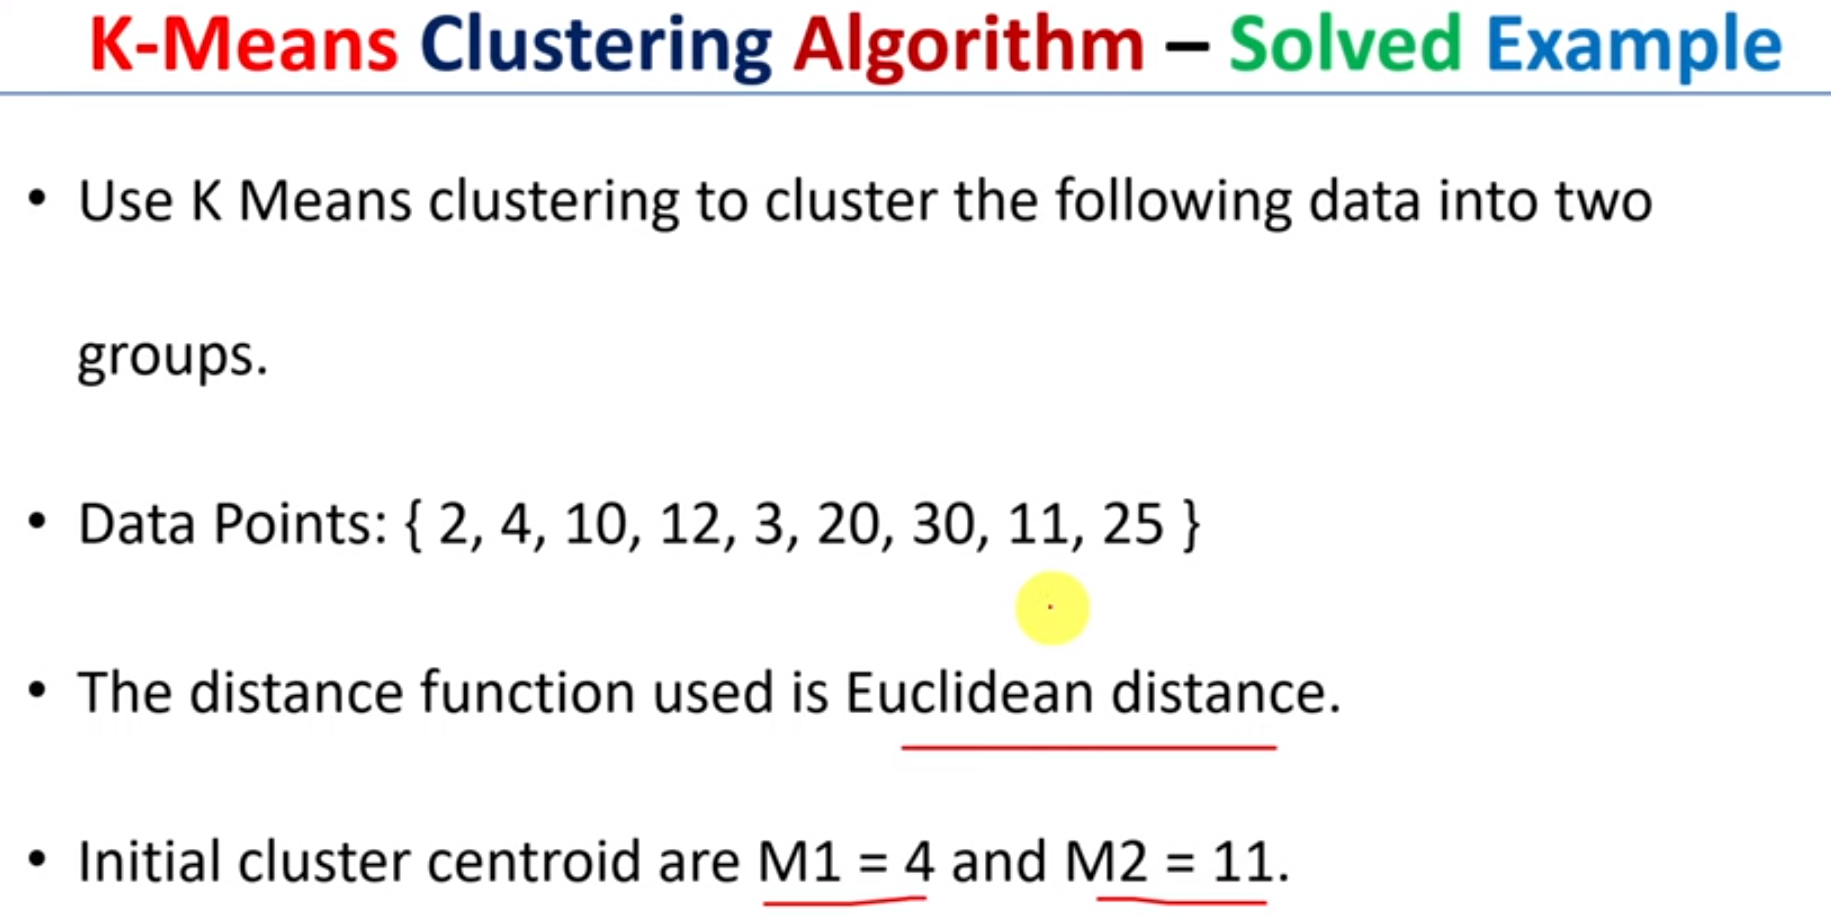 K-Means Clustering Algorithm – Solved Example
• Use K Means clustering to cluster the following data into two
groups.
• Data Points: { 2, 4, 10, 12, 3, 20, 30, 11, 25 }
• The distance function used is Euclidean distance.
• Initial cluster centroid are M1 = 4 and M2 = 11.